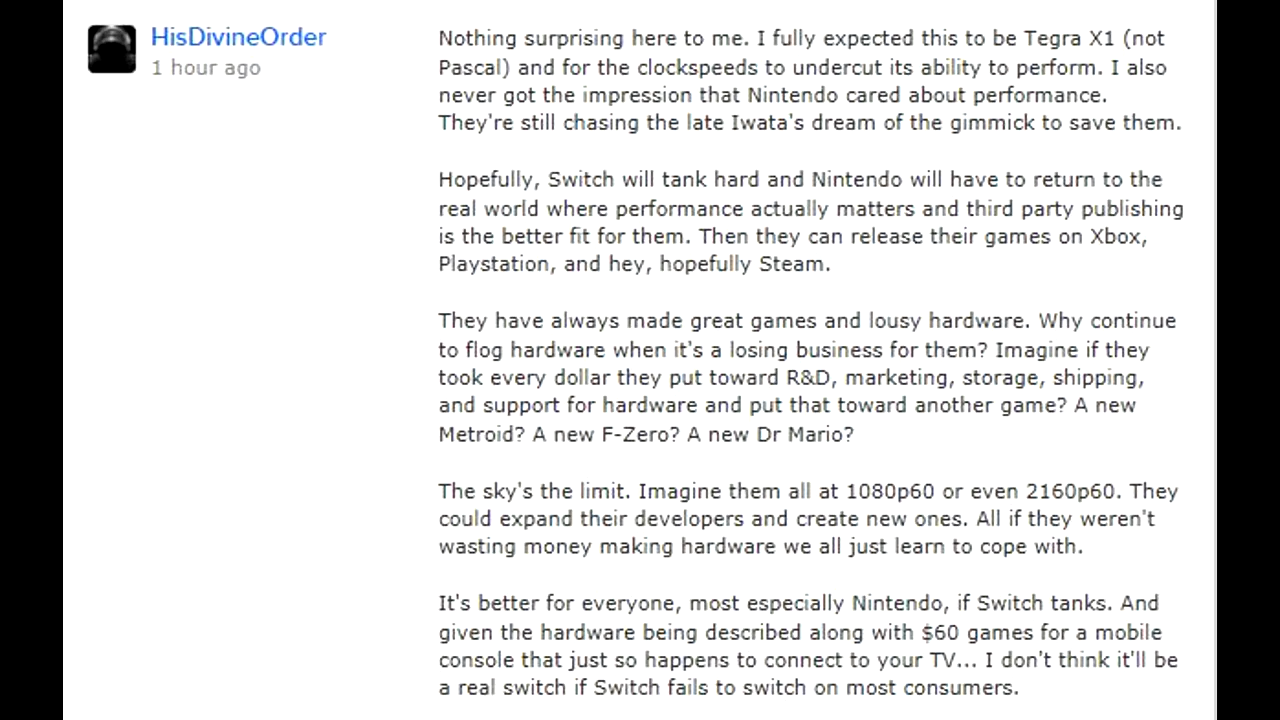 HisDivineOrder
1 hour ago
Nothing surprising here to me. I fully expected this to be Tegra X1 (not
Pascal) and for the clockspeeds to undercut its ability to perform. I also
never got the impression that Nintendo cared about performance.
They're still chasing the late Iwata's dream of the gimmick to save them.
Hopefully, Switch will tank hard and Nintendo will have to return to the
real world where performance actually matters and third party publishing
is the better fit for them. Then they can release their games on Xbox,
Playstation, and hey, hopefully Steam.
They have always made great games and lousy hardware. Why continue
to flog hardware when it's a losing business for them? Imagine if they
took every dollar they put toward R&D, marketing, storage, shipping,
and support for hardware and put that toward another game? A new
Metroid? A new F-Zero? A new Dr Mario?
The sky's the limit. Imagine them all at 1080p60 or even 2160p60. They
could expand their developers and create new ones. All if they weren't
wasting money making hardware we all just learn to cope with.
It's better for everyone, most especially Nintendo, if Switch tanks. And
given the hardware being described along with $60 games for a mobile
console that just so happens to connect to your TV... I don't think it'll be
a real switch if Switch fails to switch on most consumers.